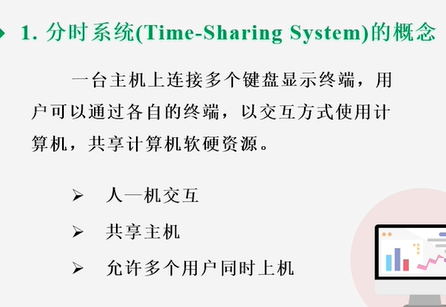 1. 分时系统(Time-Sharing System)的概念
一台主机上连接多个键盘显示终端，用
户可以通过各自的终端，以交互方式使用计
算机，共享计算机软硬资源。
人—机交互
共享主机
允许多个用户同时上机